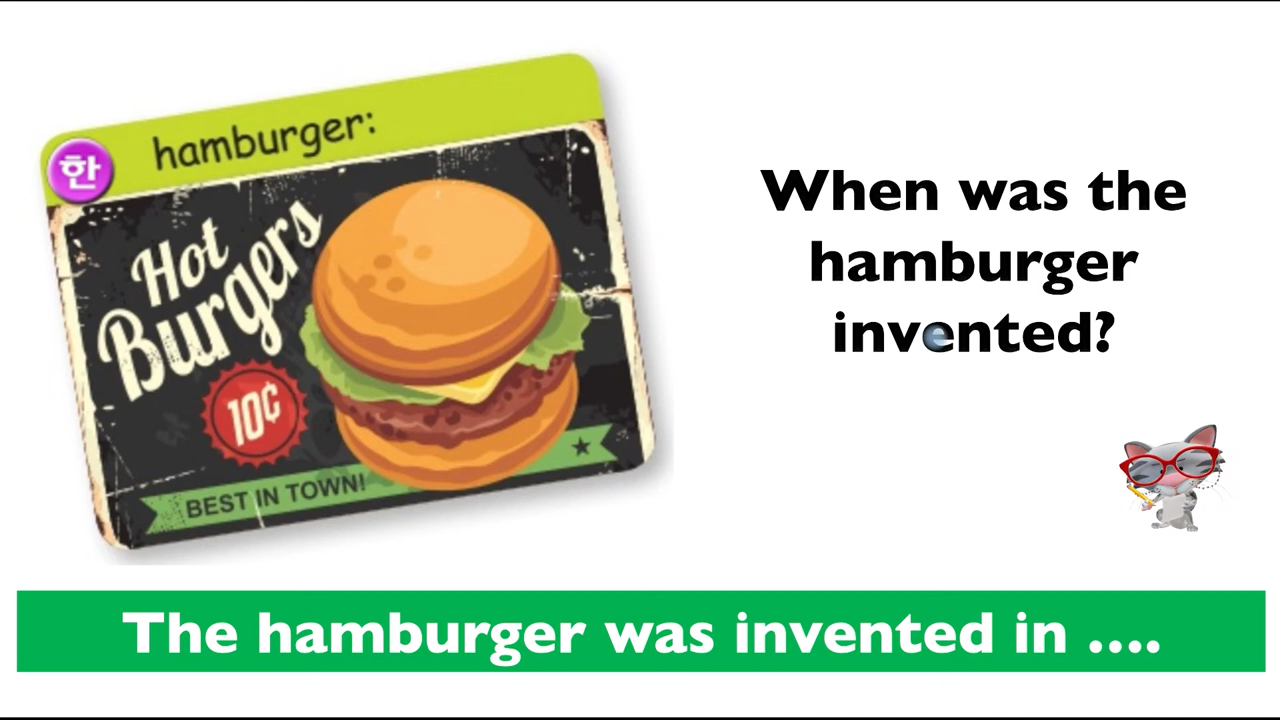 한
hamburger:
Hot
Burgers
10¢
BEST IN TOWN!
When was the
hamburger
invented?
The hamburger was invented in ....